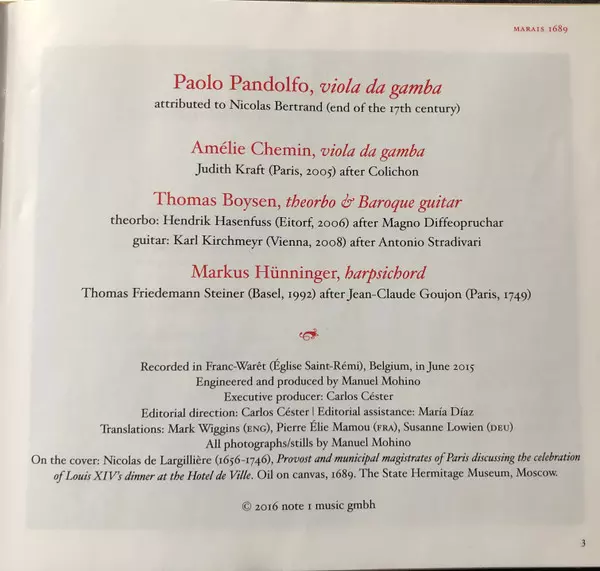 MARAIS 1689
Paolo Pandolfo, viola da gamba
attributed to Nicolas Bertrand (end of the 17th century)
Amélie Chemin, viola da gamba
Judith Kraft (Paris, 2005) after Colichon
Thomas Boysen, theorbo & Baroque guitar
theorbo: Hendrik Hasenfuss (Eitorf, 2006) after Magno Diffeopruchar
guitar: Karl Kirchmeyr (Vienna, 2008) after Antonio Stradivari
Markus Hünninger, harpsichord
Thomas Friedemann Steiner (Basel, 1992) after Jean-Claude Goujon (Paris, 1749)
Recorded in Franc-Warêt (Église Saint-Rémi), Belgium, in June 2015
Engineered and produced by Manuel Mohino
Executive producer: Carlos Céster
Editorial direction: Carlos Céster | Editorial assistance: María Díaz
Translations: Mark Wiggins (ENG), Pierre Élie Mamou (FRA), Susanne Lowien (DEU)
All photographs/stills by Manuel Mohino
On the cover: Nicolas de Largillière (1656-1746), Provost and municipal magistrates of Paris discussing the celebration
of Louis XIV's dinner at the Hotel de Ville. Oil on canvas, 1689. The State Hermitage Museum, Moscow.
© 2016 note 1 music gmbh
3